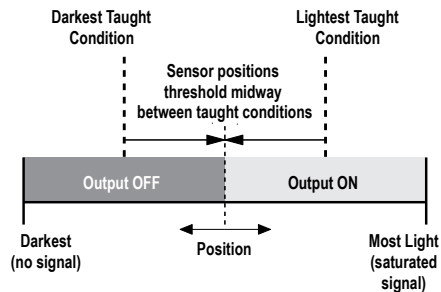 Darkest Taught
Condition
Lightest Taught
Condition
Sensor positions
threshold midway
between taught conditions
Output OFF
Output ON
Darkest
(no signal)
Position
Most Light
(saturated
signal)